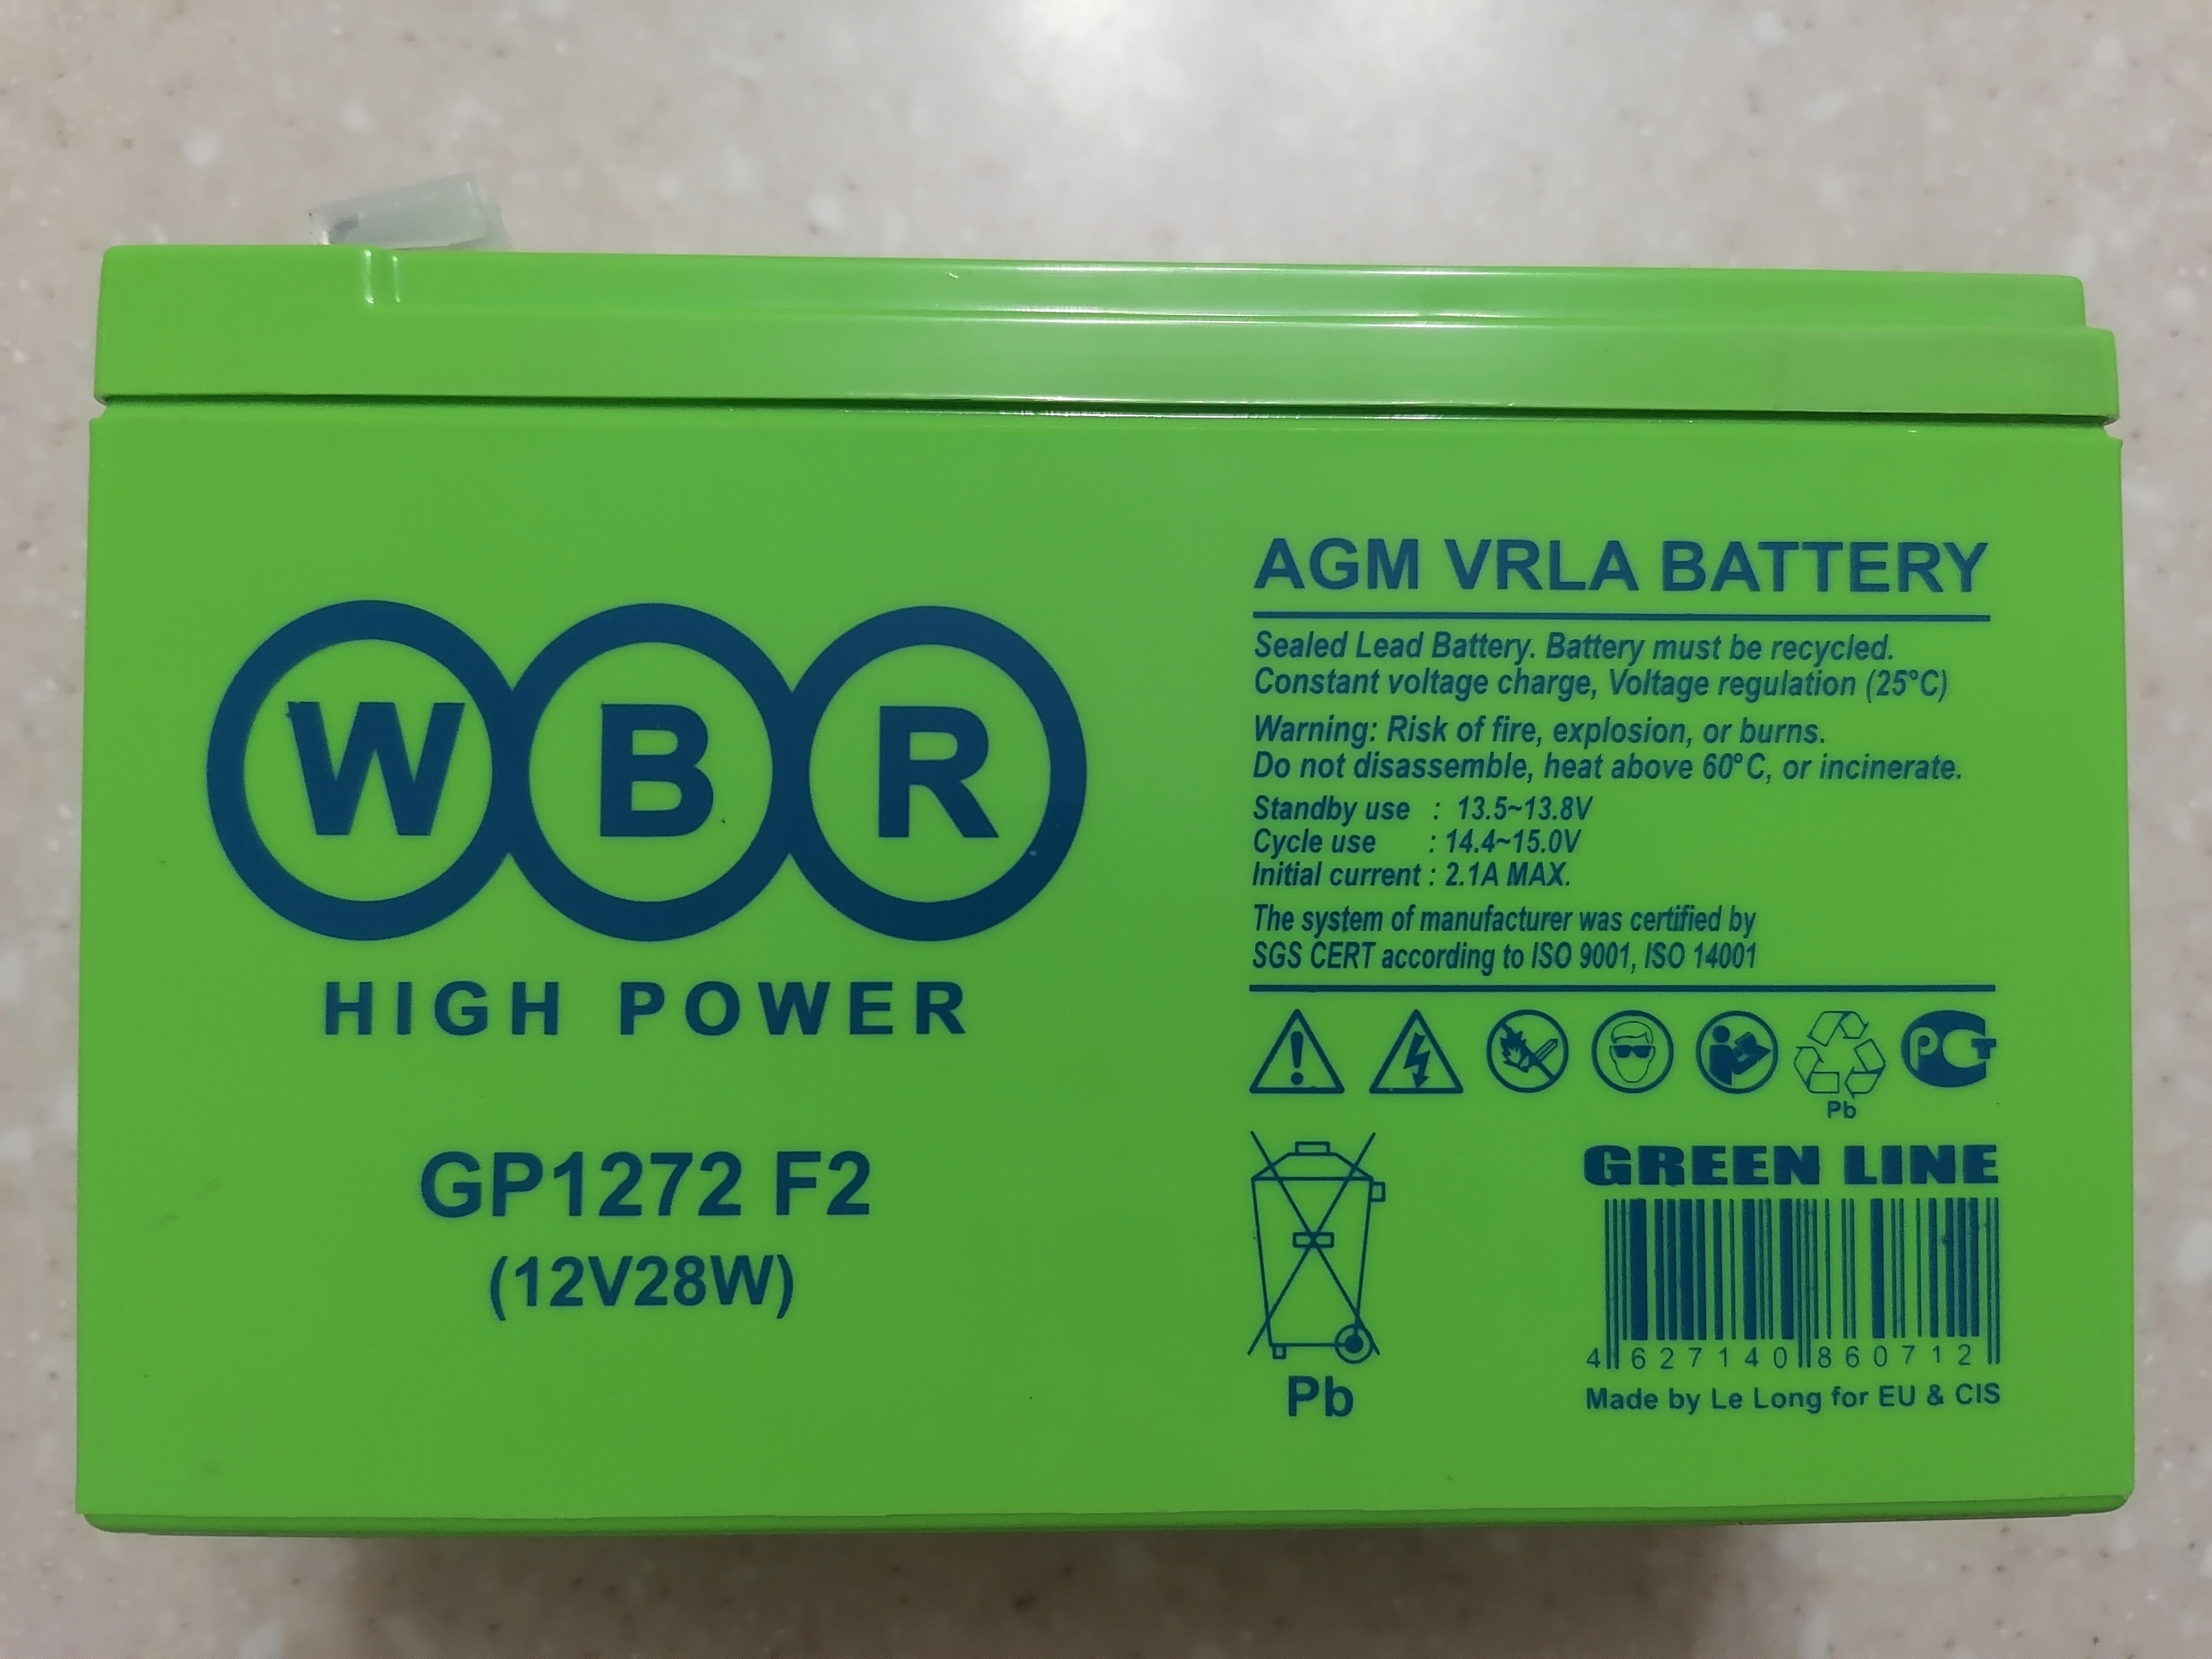 WBR
HIGH POWER
GP1272 F2
(12V28W)
AGM VRLA BATTERY
Sealed Lead Battery. Battery must be recycled.
Constant voltage charge, Voltage regulation (25°C)
Warning: Risk of fire, explosion, or burns.
Do not disassemble, heat above 60°C, or incinerate.
Standby use : 13.5~13.8V
Cycle use : 14.4~15.0V
Initial current : 2.1A MAX.
The system of manufacturer was certified by
SGS CERT according to ISO 9001, ISO 14001
Pb
РСТ
Pb
GREEN LINE
4 627140 860712
Made by Le Long for EU & CIS